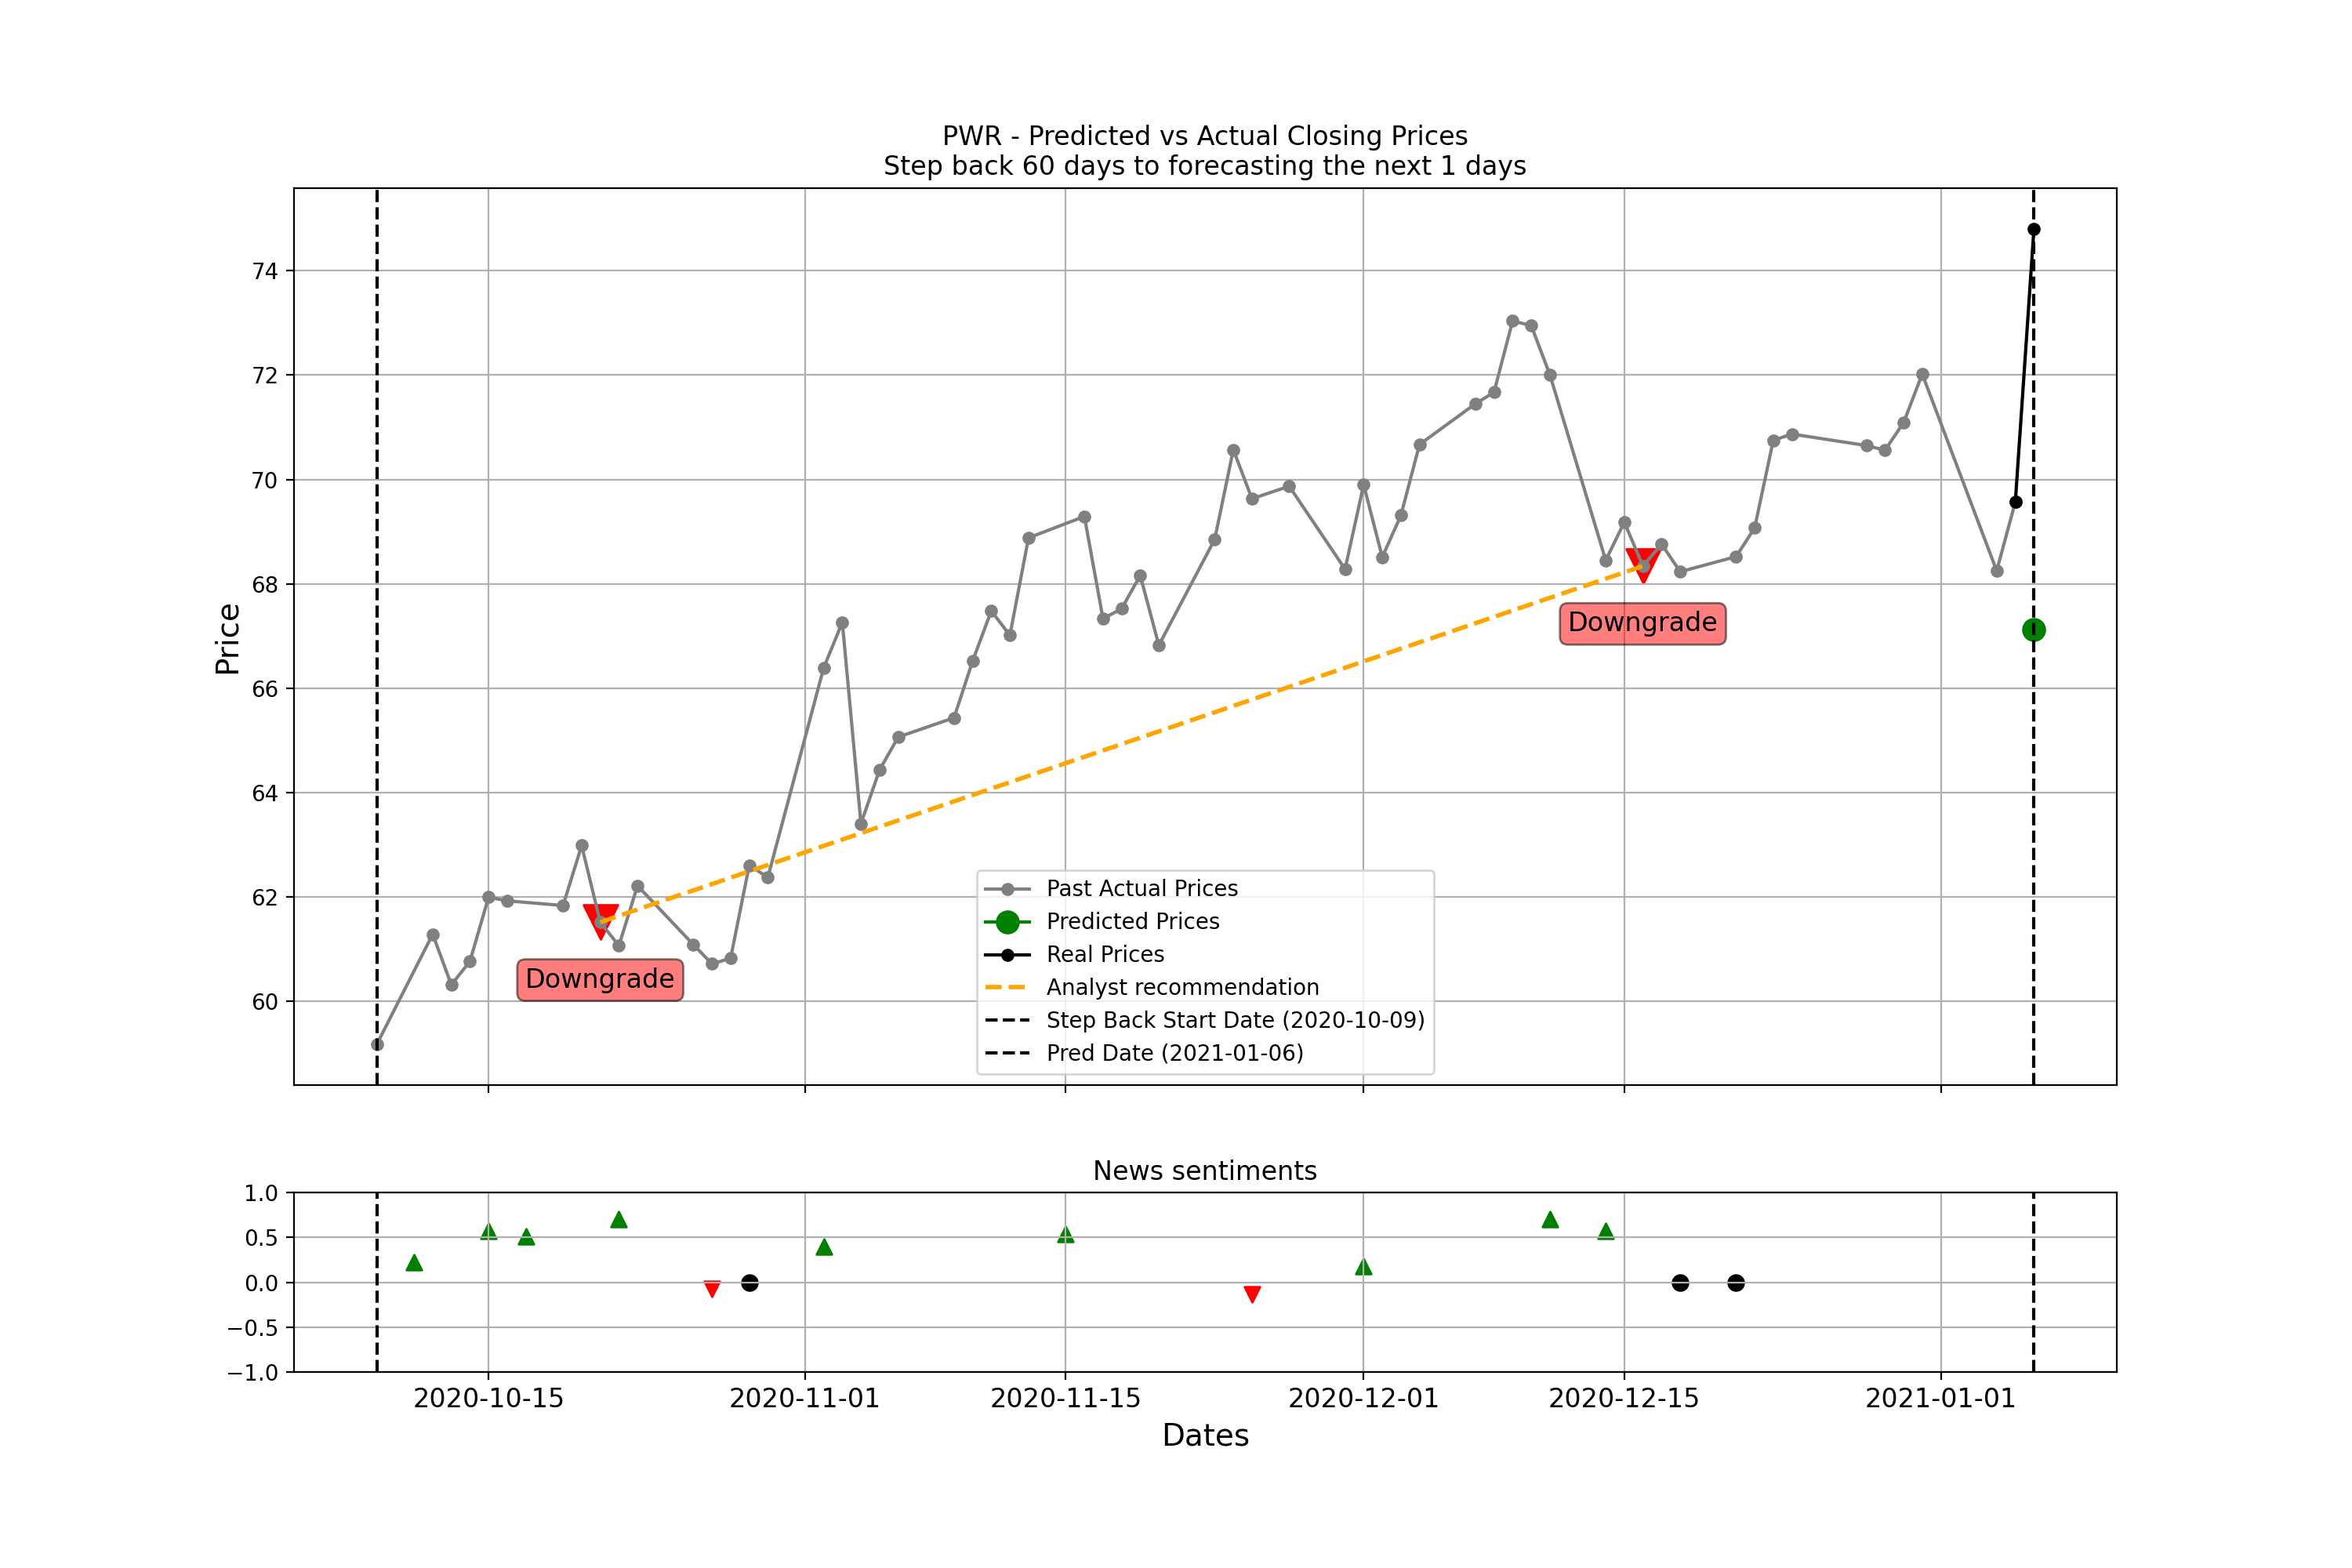 PWR - Predicted vs Actual Closing Prices
Step back 60 days to forecasting the next 1 days
74
72
70
68
66
64
62
60
Price
Downgrade
Downgrade
Past Actual Prices
Predicted Prices
Real Prices
Analyst recommendation
Step Back Start Date (2020-10-09)
Pred Date (2021-01-06)
News sentiments
1.0
0.5
0.0
−0.5
−1.0
2020-10-15 2020-11-01 2020-11-15 2020-12-01 2020-12-15 2021-01-01
Dates